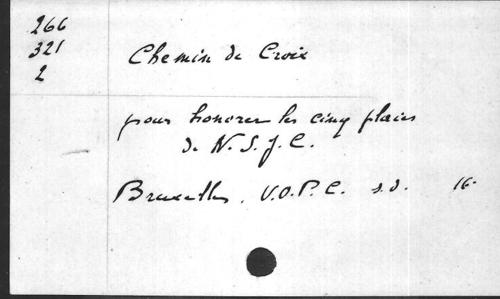 266
321
2
Chemin de Croix
pour honorer les cinq plaies
de N. S. J. C.
Bruxelles, V.O.P.C. s.d. 16.